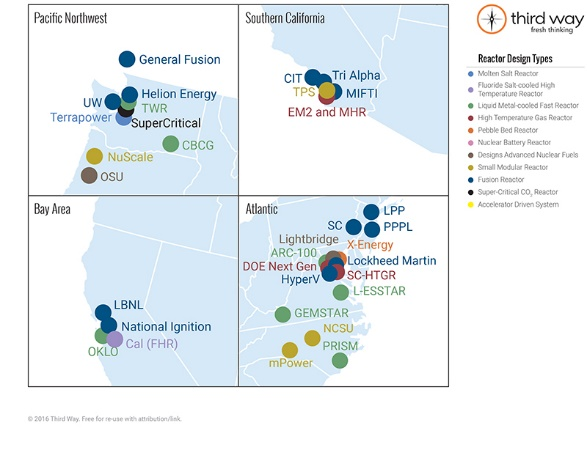 Pacific Northwest
General Fusion
Helion Energy
UW
TWR
Terrapower
SuperCritical
CBCG
NuScale
OSU
Southern California
CIT
Tri Alpha
TPS
MIFTI
EM2 and MHR
Bay Area
LBNL
National Ignition
Cal (FHR)
OKLO
Atlantic
LPP
SC
PPPL
Lightbridge
X-Energy
ARC-100
Lockheed Martin
DOE Next Gen
SC-HTGR
HyperV
L-ESSTAR
GEMSTAR
NCSU
PRISM
mPower
third way
fresh thinking
Reactor Design Types
Molten Salt Reactor
Fluoride Salt-cooled High
Temperature Reactor
Liquid Metal-cooled Fast Reactor
High Temperature Gas Reactor
Pebble Bed Reactor
Nuclear Battery Reactor
Designs Advanced Nuclear Fuels
Small Modular Reactor
Fusion Reactor
Super-Critical CO₂ Reactor
Accelerator Driven System
© 2016 Third Way. Free for re-use with attribution/link.